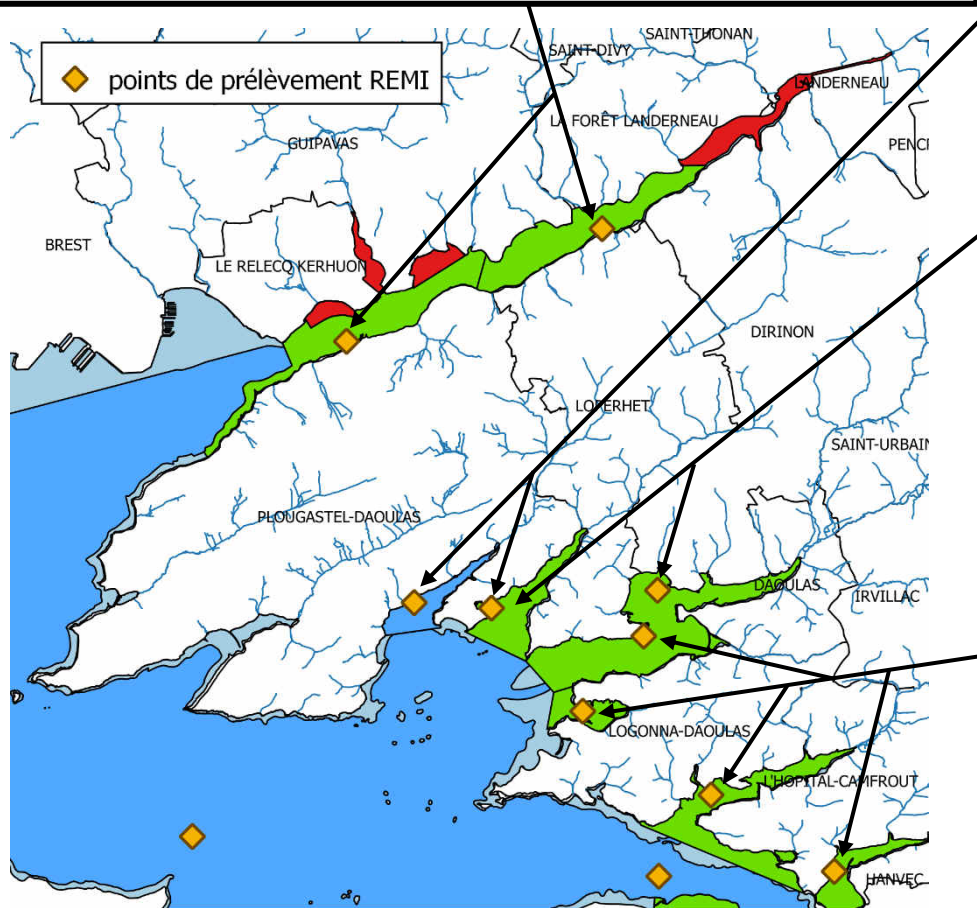 SAINT-THONAN
SAINT-DIVY
points de prélèvement REMI
LANDERNEAU
LA FORÊT LANDERNEAU
GUIPAVAS
BREST
LE RELECQ KERHUON
DIRINON
LOPERHET
SAINT-URBAIN
PLOUGASTEL-DAOULAS
DAOULAS
IRVILLAC
LOGONNA-DAOULAS
L'HOPITAL-CAMFROUT
HANVEC